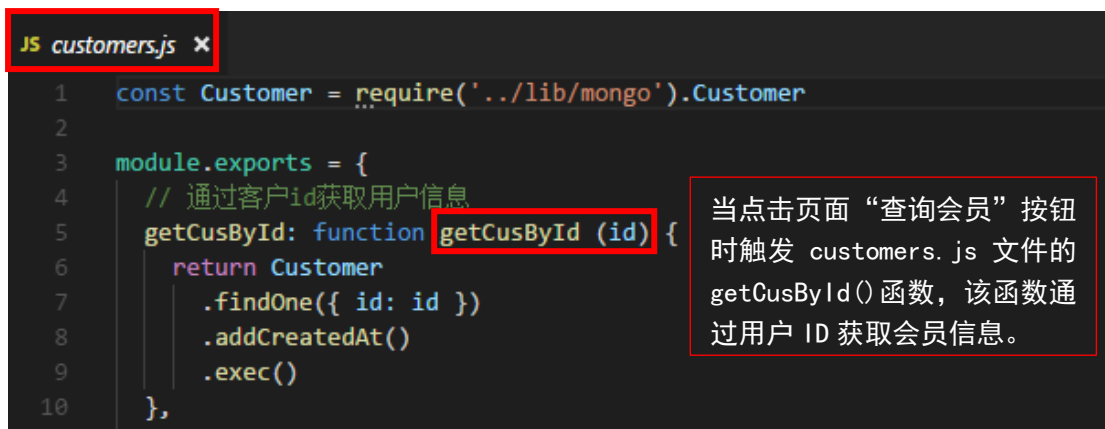 JS customers.js ×
1 const Customer = require('../lib/mongo').Customer
2
3 module.exports = {
4 // 通过客户id获取用户信息
5 getCusById: function getCusById (id) {
6 return Customer
7 .findOne({ id: id })
8 .addCreatedAt()
9 .exec()
10 },
当点击页面“查询会员”按钮
时触发 customers.js 文件的
getCusById()函数，该函数通
过用户 ID 获取会员信息。